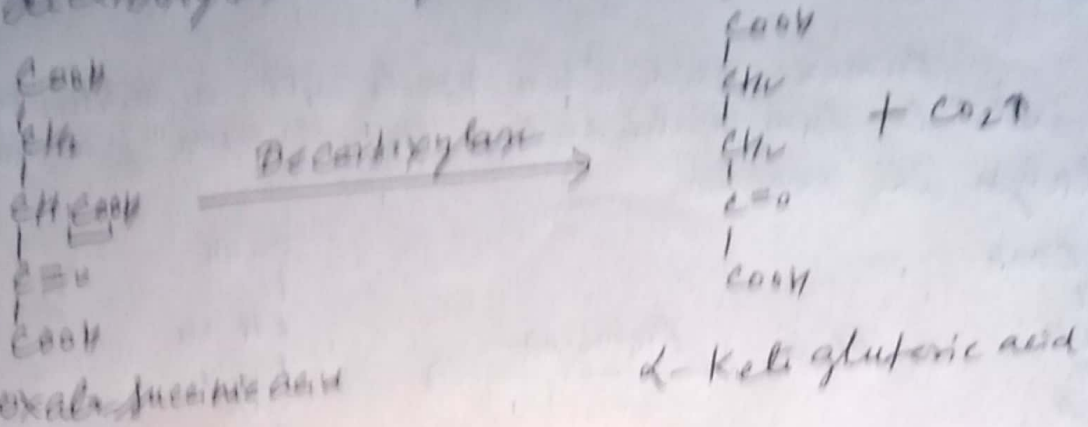 COOH
CH2
CH COOH
C=O
COOH
Decarboxylase
COOH
CH2
CH2
C=O
COOH
+ CO2↑
oxalo succinic acid
α-Keto glutaric acid